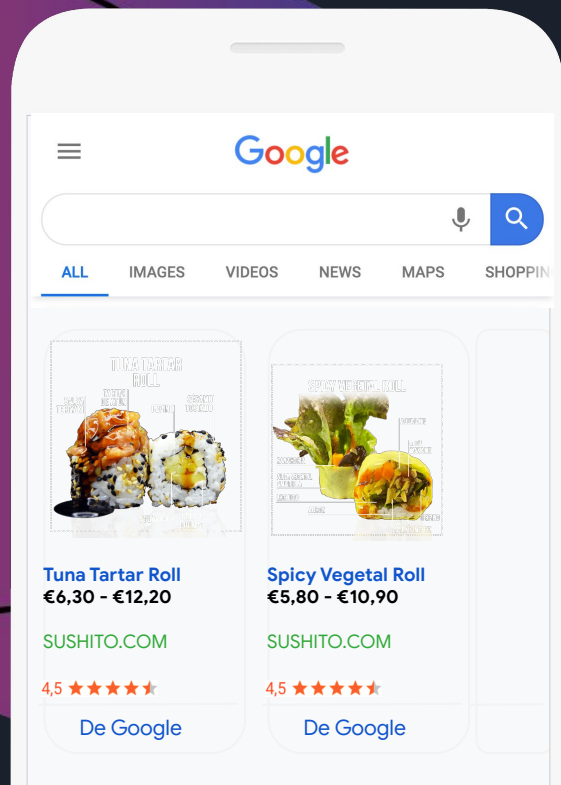 Google
ALL IMAGES VIDEOS NEWS MAPS SHOPPIN
TUNA TARTAR
ROLL
SPICY VEGETAL ROLL
Tuna Tartar Roll
€6,30 - €12,20
SUSHITO.COM
4,5
De Google
Spicy Vegetal Roll
€5,80 - €10,90
SUSHITO.COM
4,5
De Google